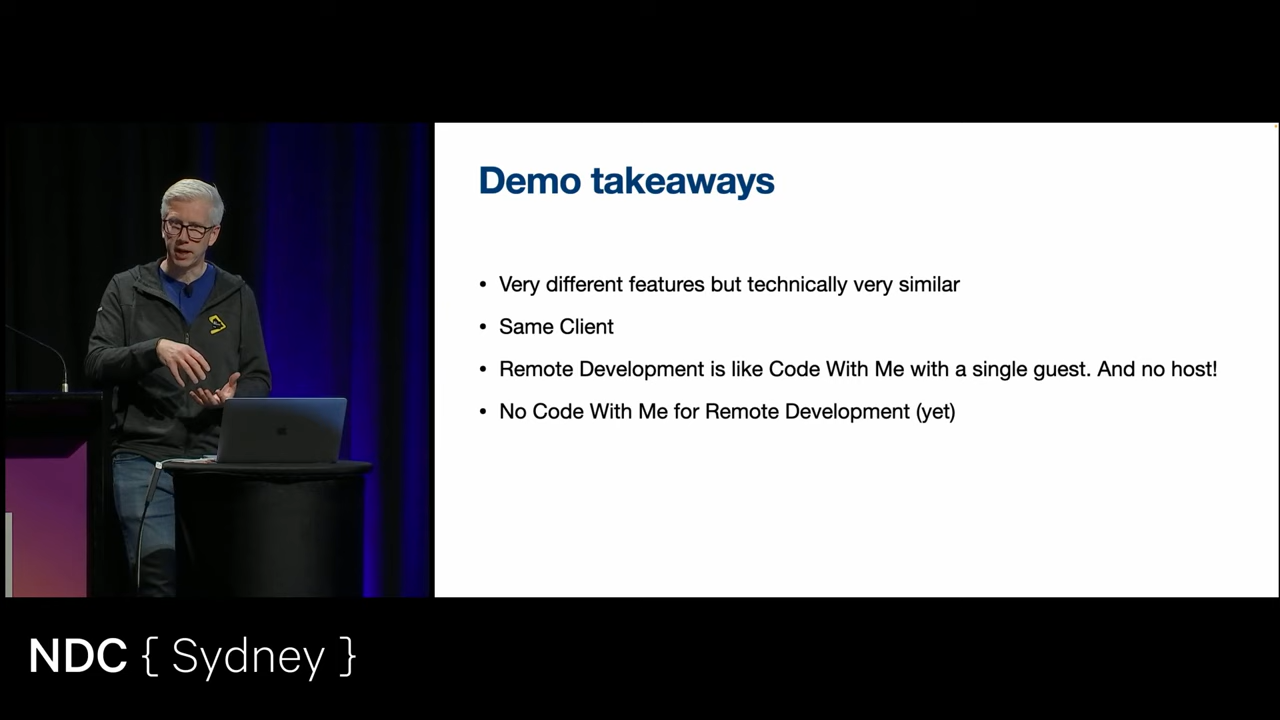 Demo takeaways
• Very different features but technically very similar
• Same Client
• Remote Development is like Code With Me with a single guest. And no host!
• No Code With Me for Remote Development (yet)
NDC { Sydney }